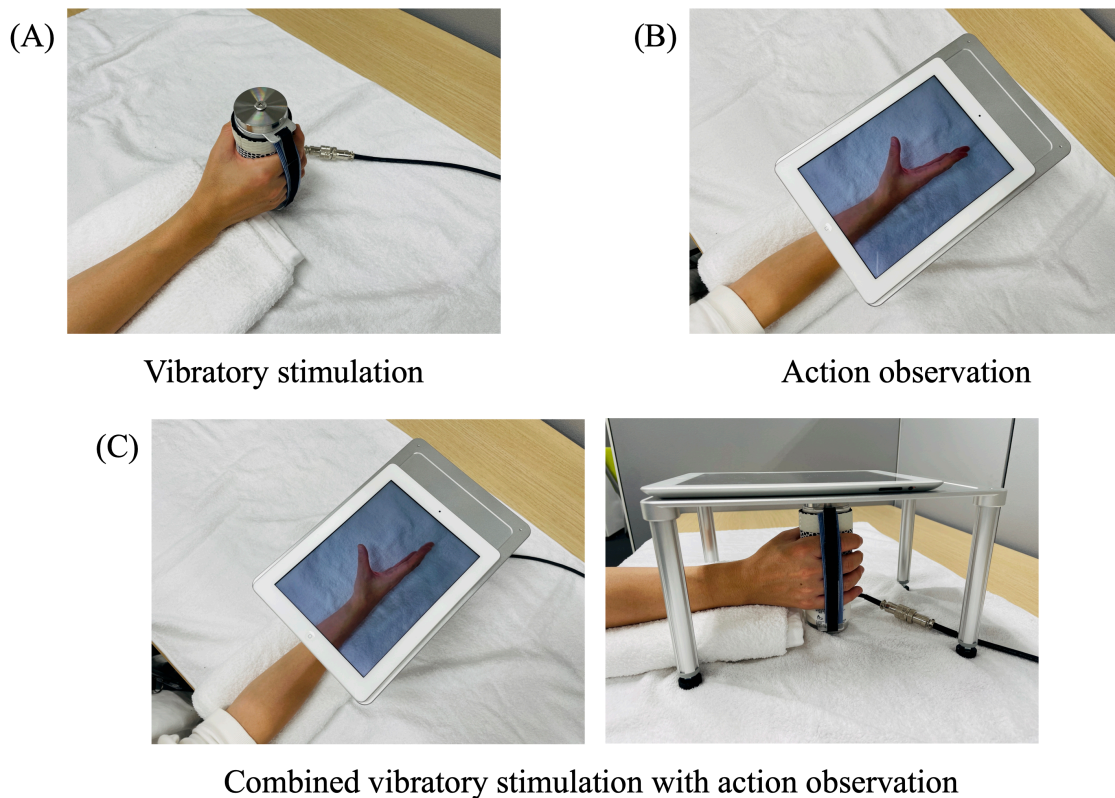 (A)
(B)
Vibratory stimulation
Action observation
(C)
Combined vibratory stimulation with action observation